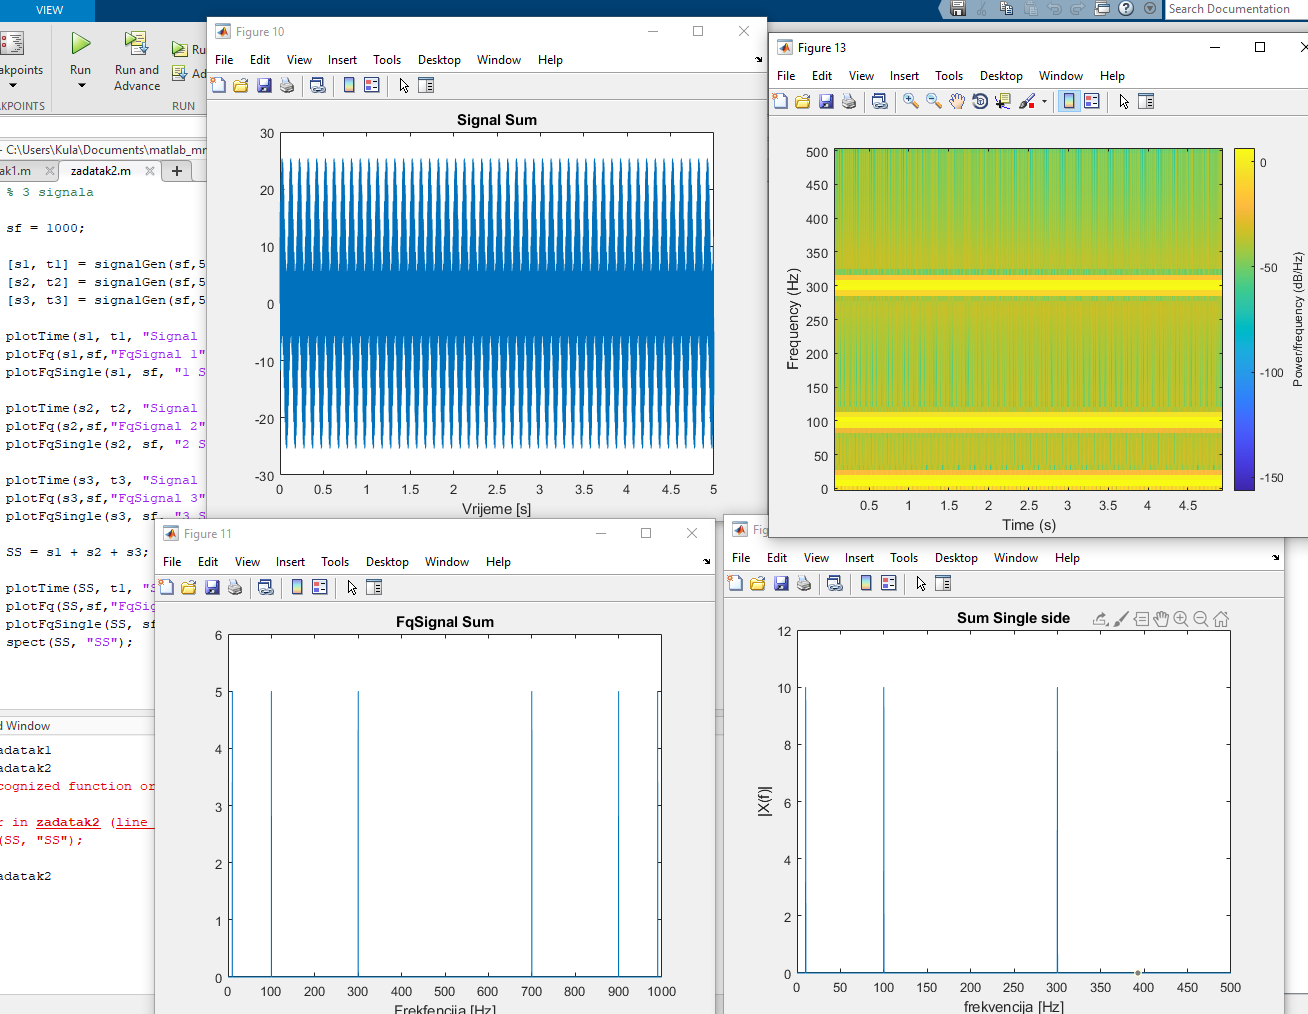 VIEW
Search Documentation
akpoints
Run
Run and
Advance
Ru
Ad
KPOINTS
RUN
- C:\Users\Kula\Documents\matlab_mr
ak1.m
zadatak2.m
% 3 signala
sf = 1000;
[s1, t1] = signalGen(sf,5
[s2, t2] = signalGen(sf,5
[s3, t3] = signalGen(sf,5
plotTime(s1, t1, "Signal
plotFq(s1,sf,"FqSignal 1"
plotFqSingle(s1, sf, "1 S
plotTime(s2, t2, "Signal
plotFq(s2,sf,"FqSignal 2"
plotFqSingle(s2, sf, "2 S
plotTime(s3, t3, "Signal
plotFq(s3,sf,"FqSignal 3"
plotFqSingle(s3, sf, "3 S
SS = s1 + s2 + s3;
plotTime(SS, t1, "S
plotFq(SS,sf,"FqSig
plotFqSingle(SS, sf
spect(SS, "SS");
d Window
adatak1
adatak2
cognized function or
r in zadatak2 (line
(SS, "SS");
adatak2
Figure 10
File Edit View Insert Tools Desktop Window Help
Signal Sum
30
20
10
0
-10
-20
-30
0 0.5 1 1.5 2 2.5 3 3.5 4 4.5 5
Vrijeme [s]
Figure 13
File Edit View Insert Tools Desktop Window Help
500
450
400
350
300
250
200
150
100
50
0
Frequency (Hz)
0.5 1 1.5 2 2.5 3 3.5 4 4.5
Time (s)
0
-50
-100
-150
Power/frequency (dB/Hz)
Figure 11
File Edit View Insert Tools Desktop Window Help
FqSignal Sum
6
5
4
3
2
1
0
0 100 200 300 400 500 600 700 800 900 1000
Frekfencija [Hz]
Fig
File Edit View Insert Tools Desktop Window Help
Sum Single side
12
10
8
6
4
2
0
|X(f)|
0 50 100 150 200 250 300 350 400 450 500
frekvencija [Hz]